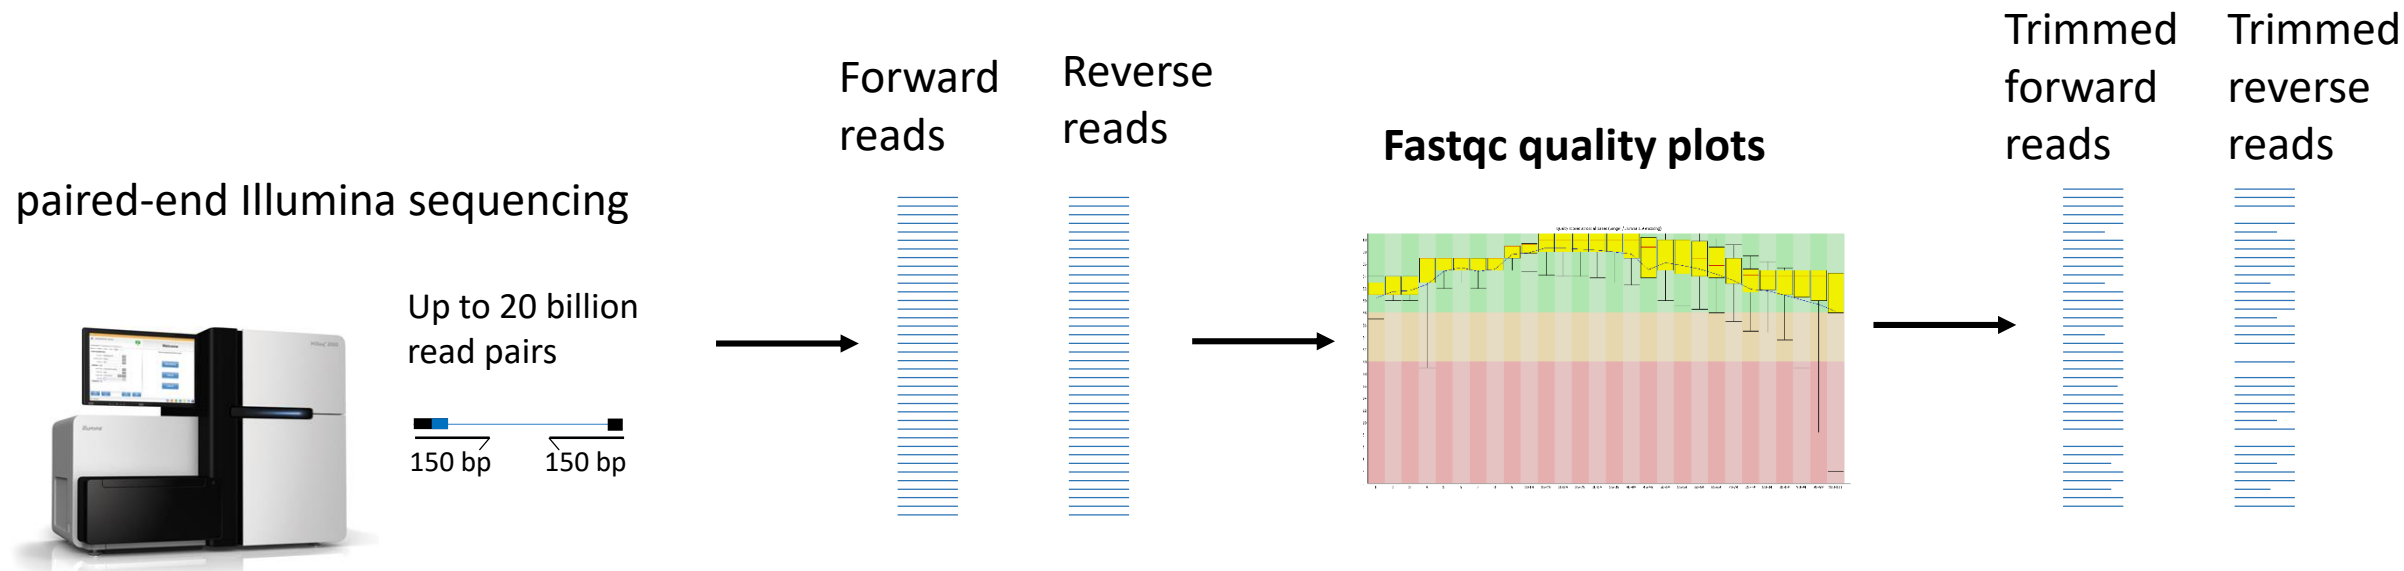 paired-end Illumina sequencing
Up to 20 billion
read pairs
150 bp
150 bp
Forward
reads
Reverse
reads
Fastqc quality plots
Trimmed
forward
reads
Trimmed
reverse
reads